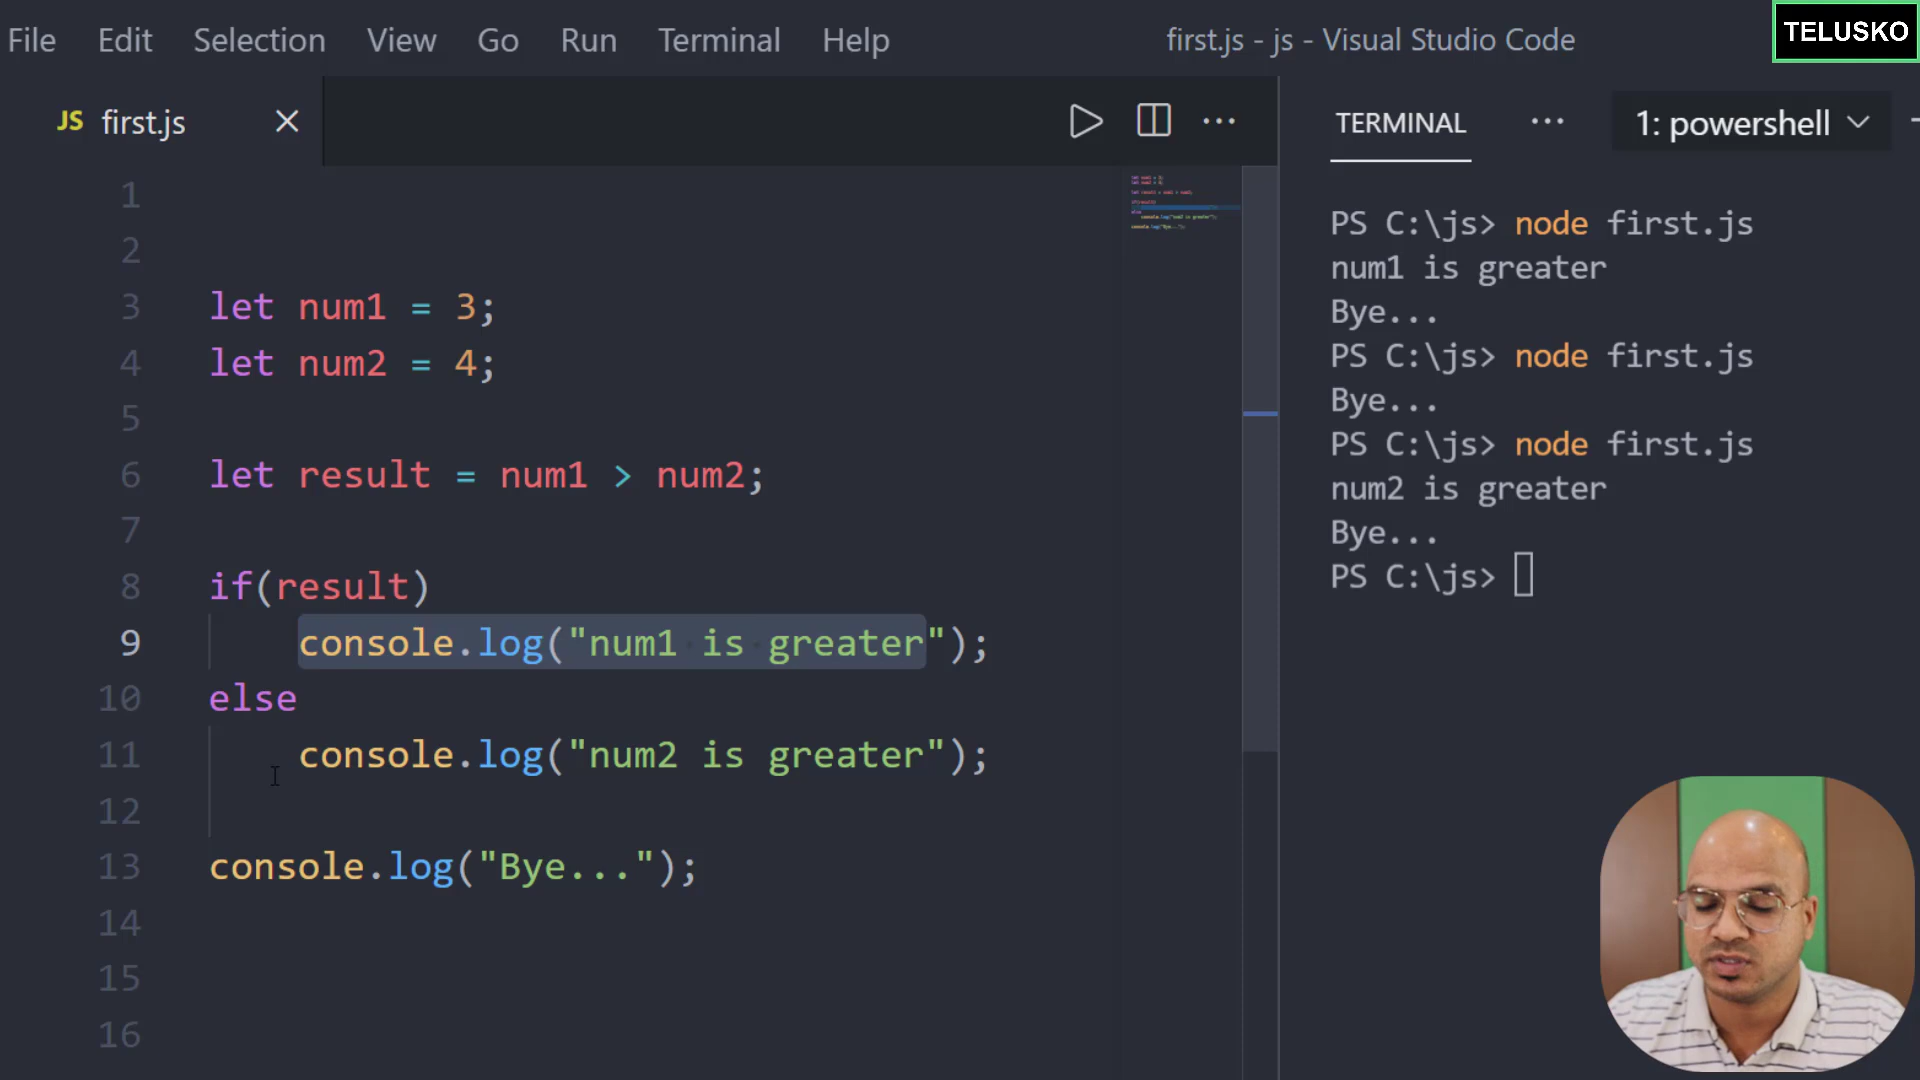 File Edit Selection View Go Run Terminal Help first.js - js - Visual Studio Code TELUSKO
JS first.js
TERMINAL 1: powershell
1
2
3 let num1 = 3;
4 let num2 = 4;
5
6 let result = num1 > num2;
7
8 if(result)
9 console.log("num1 is greater");
10 else
11 console.log("num2 is greater");
12
13 console.log("Bye...");
14
15
16
PS C:\js> node first.js
num1 is greater
Bye...
PS C:\js> node first.js
Bye...
PS C:\js> node first.js
num2 is greater
Bye...
PS C:\js>